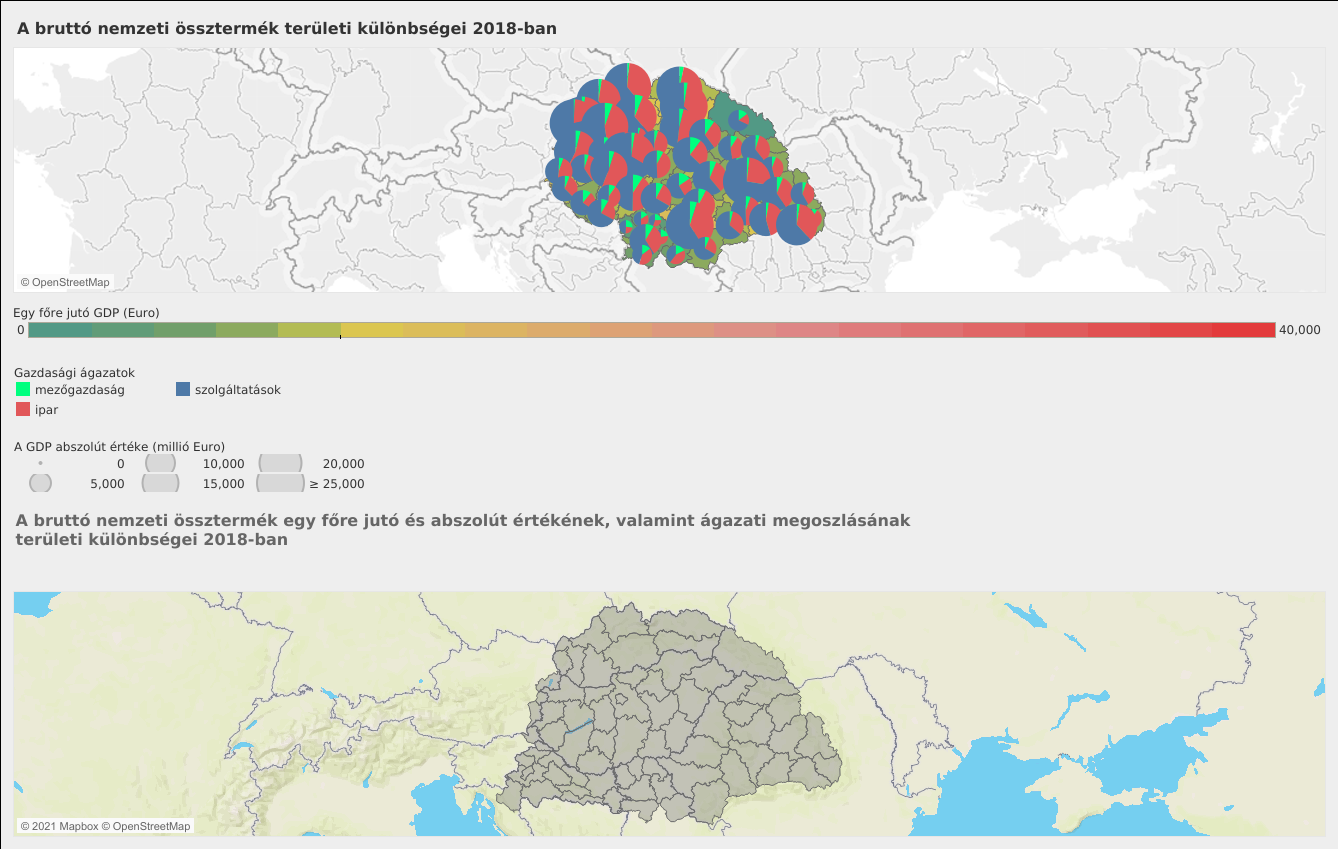 A bruttó nemzeti össztermék területi különbségei 2018-ban
© OpenStreetMap
Egy főre jutó GDP (Euro)
0 40,000
Gazdasági ágazatok
mezőgazdaság szolgáltatások
ipar
A GDP abszolút értéke (millió Euro)
0 10,000 20,000
5,000 15,000 ≥ 25,000
A bruttó nemzeti össztermék egy főre jutó és abszolút értékének, valamint ágazati megoszlásának
területi különbségei 2018-ban
© 2021 Mapbox © OpenStreetMap